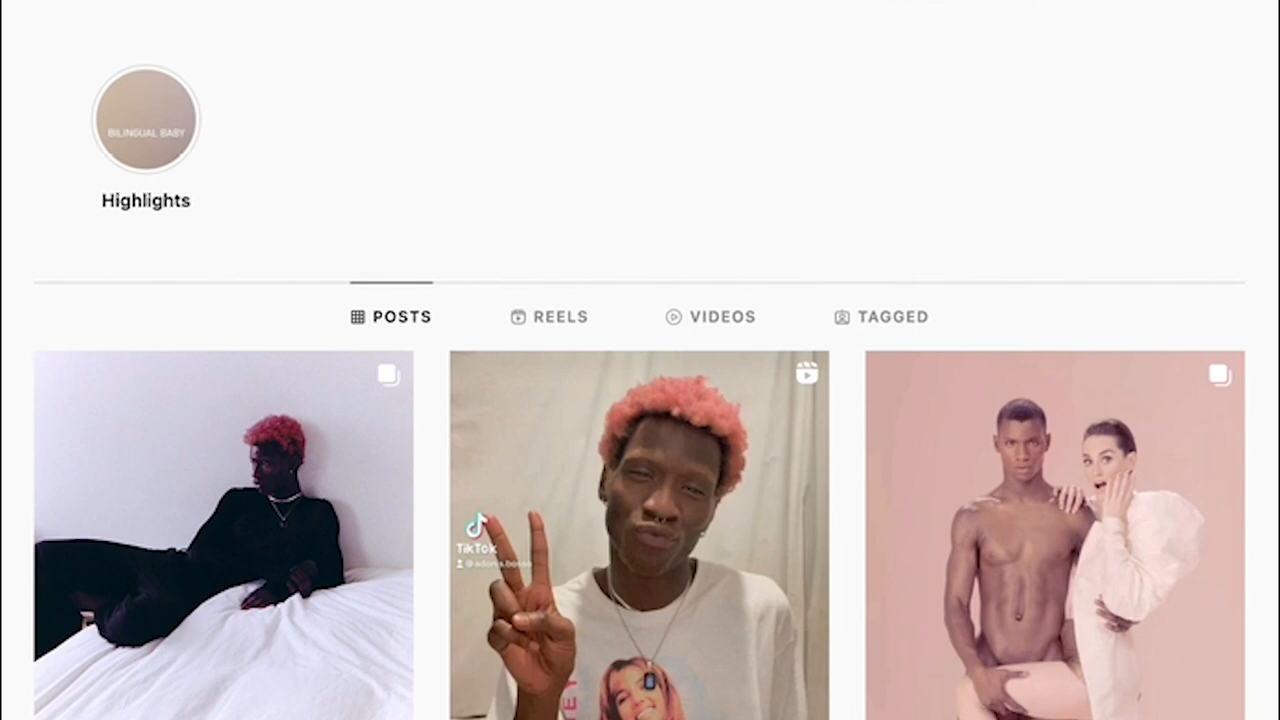 BILINGUAL BABY
Highlights
POSTS
REELS
VIDEOS
TAGGED
TikTok